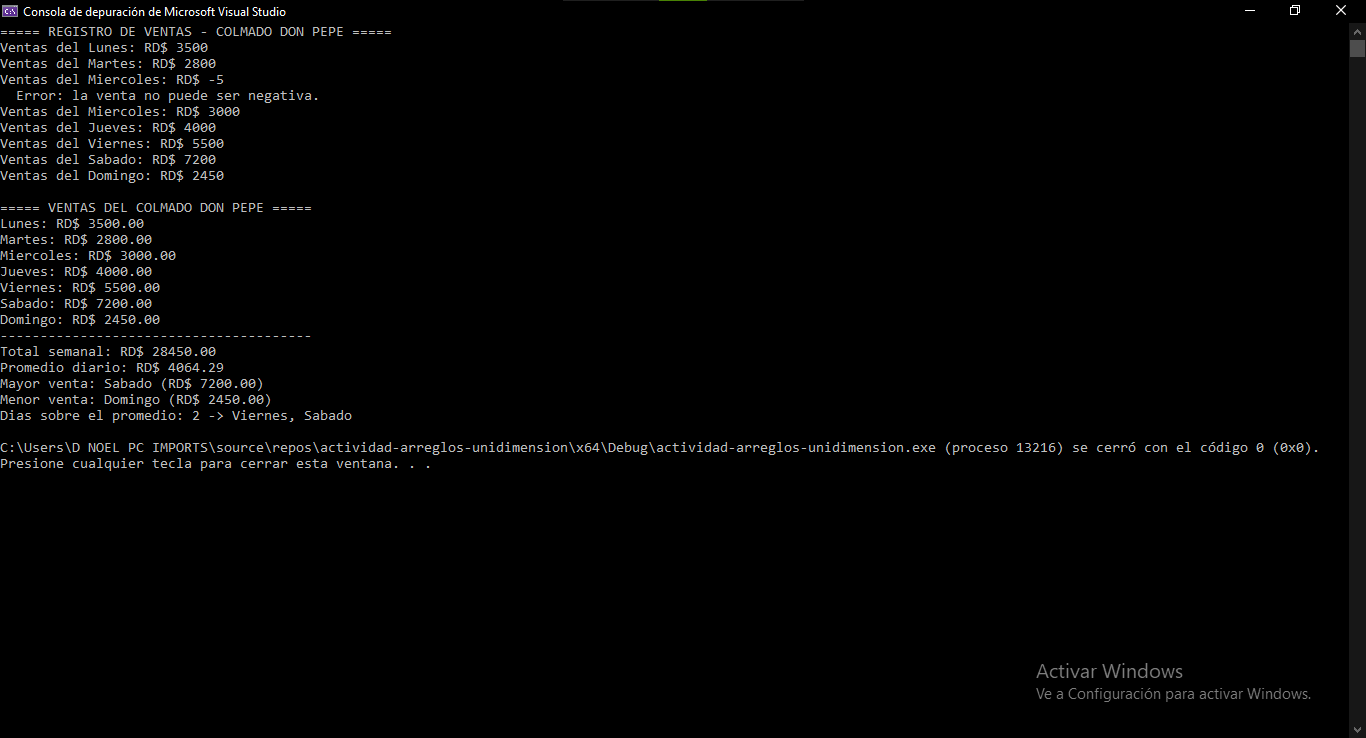 Consola de depuración de Microsoft Visual Studio
===== REGISTRO DE VENTAS - COLMADO DON PEPE =====
Ventas del Lunes: RD$ 3500
Ventas del Martes: RD$ 2800
Ventas del Miercoles: RD$ -5
  Error: la venta no puede ser negativa.
Ventas del Miercoles: RD$ 3000
Ventas del Jueves: RD$ 4000
Ventas del Viernes: RD$ 5500
Ventas del Sabado: RD$ 7200
Ventas del Domingo: RD$ 2450

===== VENTAS DEL COLMADO DON PEPE =====
Lunes: RD$ 3500.00
Martes: RD$ 2800.00
Miercoles: RD$ 3000.00
Jueves: RD$ 4000.00
Viernes: RD$ 5500.00
Sabado: RD$ 7200.00
Domingo: RD$ 2450.00
---------------------------------------
Total semanal: RD$ 28450.00
Promedio diario: RD$ 4064.29
Mayor venta: Sabado (RD$ 7200.00)
Menor venta: Domingo (RD$ 2450.00)
Dias sobre el promedio: 2 -> Viernes, Sabado

C:\Users\D NOEL PC IMPORTS\source\repos\actividad-arreglos-unidimension\x64\Debug\actividad-arreglos-unidimension.exe (proceso 13216) se cerró con el código 0 (0x0).
Presione cualquier tecla para cerrar esta ventana. . .
Activar Windows
Ve a Configuración para activar Windows.